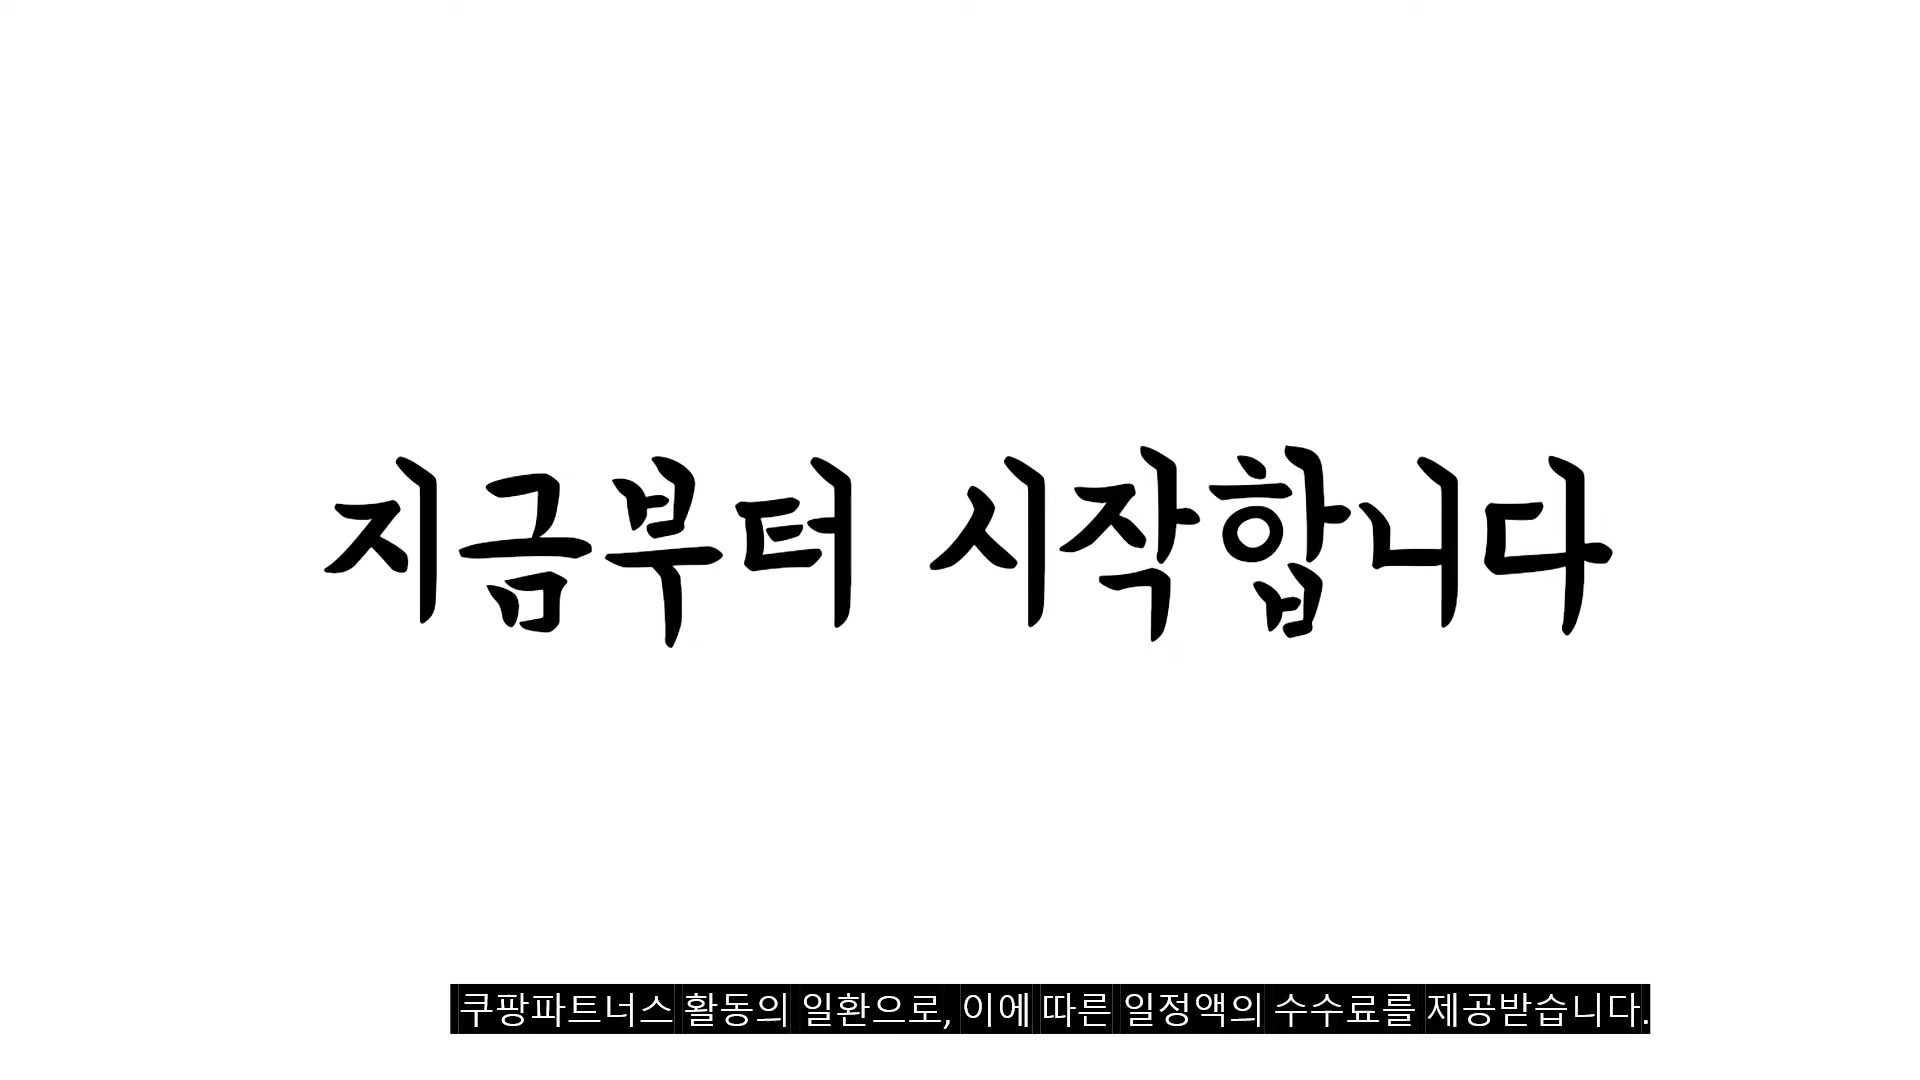 지금부터 시작합니다
쿠팡파트너스 활동의 일환으로, 이에 따른 일정액의 수수료를 제공받습니다.